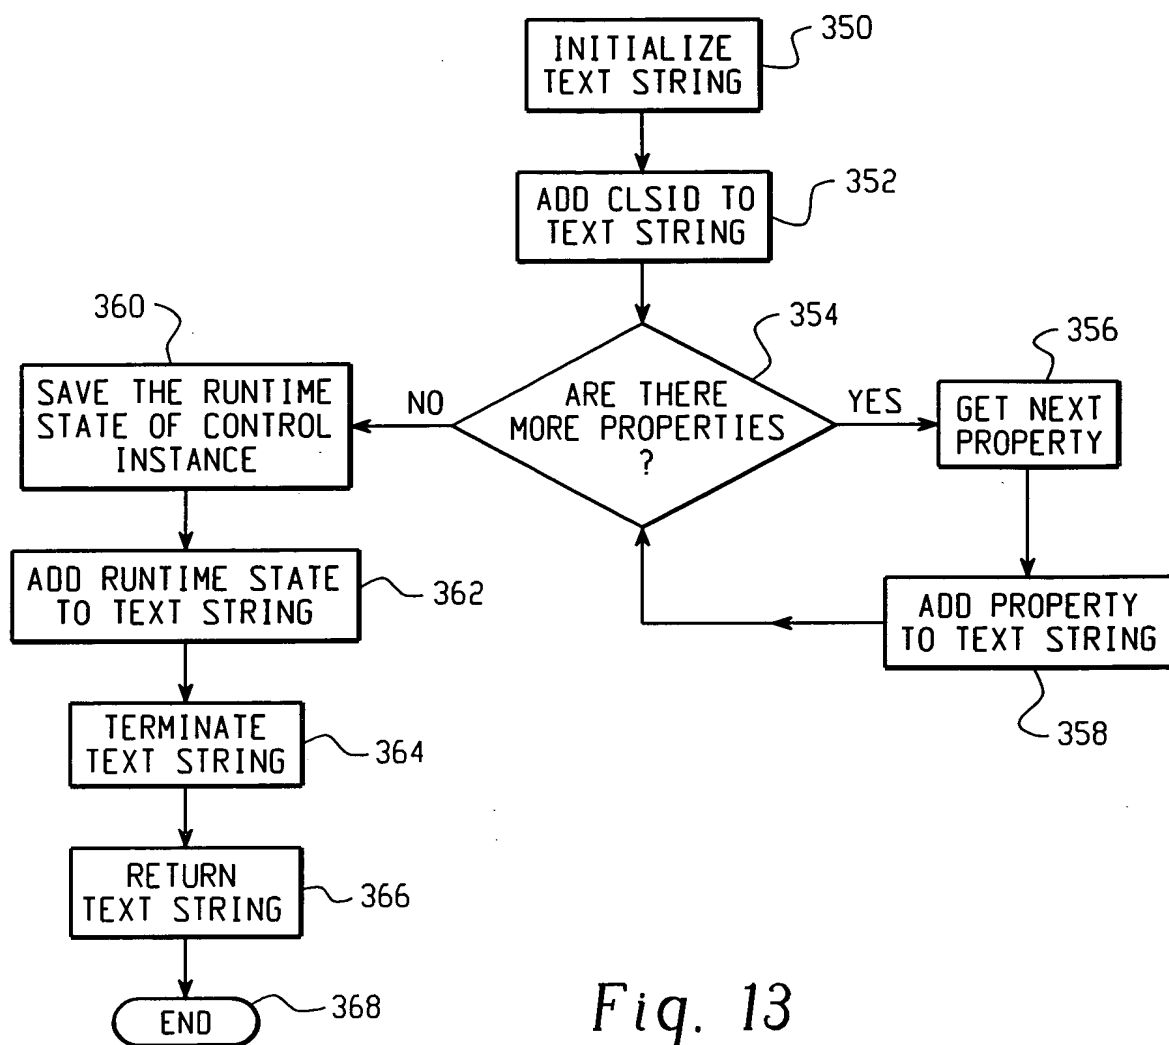 350
INITIALIZE
TEXT STRING
352
ADD CLSID TO
TEXT STRING
354
ARE THERE
MORE PROPERTIES
?
NO
YES
356
GET NEXT
PROPERTY
ADD PROPERTY
TO TEXT STRING
358
360
SAVE THE RUNTIME
STATE OF CONTROL
INSTANCE
ADD RUNTIME STATE
TO TEXT STRING
362
TERMINATE
TEXT STRING
364
RETURN
TEXT STRING
366
END
368
Fig. 13